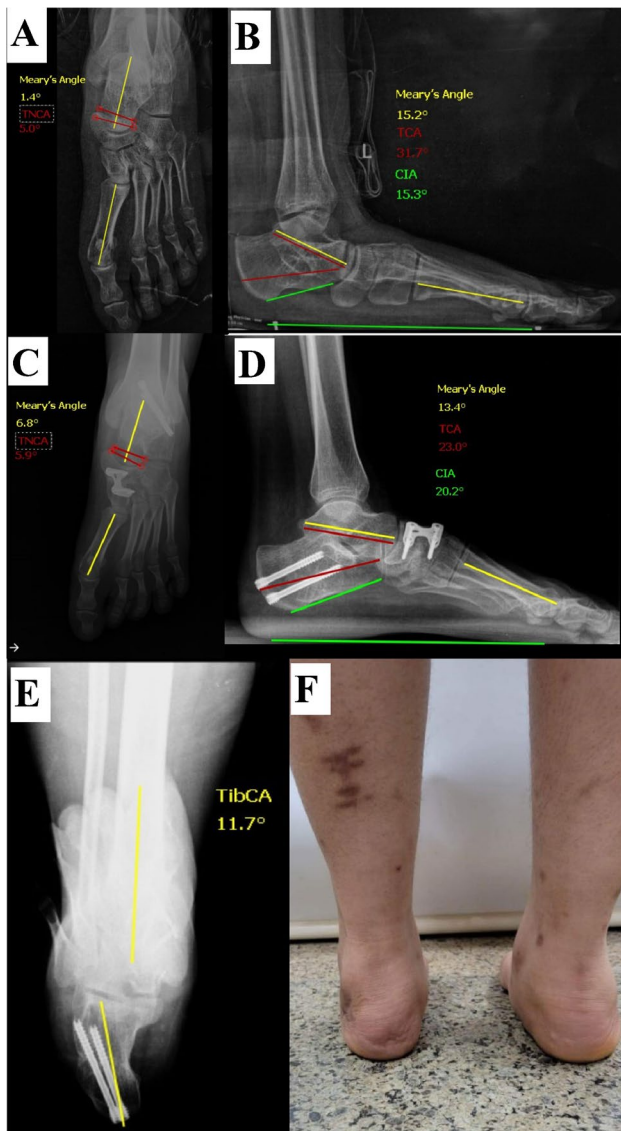 A
Meary's Angle
1.4°
TNCA
5.0°
B
Meary's Angle
15.2°
TCA
31.7°
CIA
15.3°
L
C
Meary's Angle
6.8°
TNCA
5.9°
D
Meary's Angle
13.4°
TCA
23.0°
CIA
20.2°
E
TibCA
11.7°
F